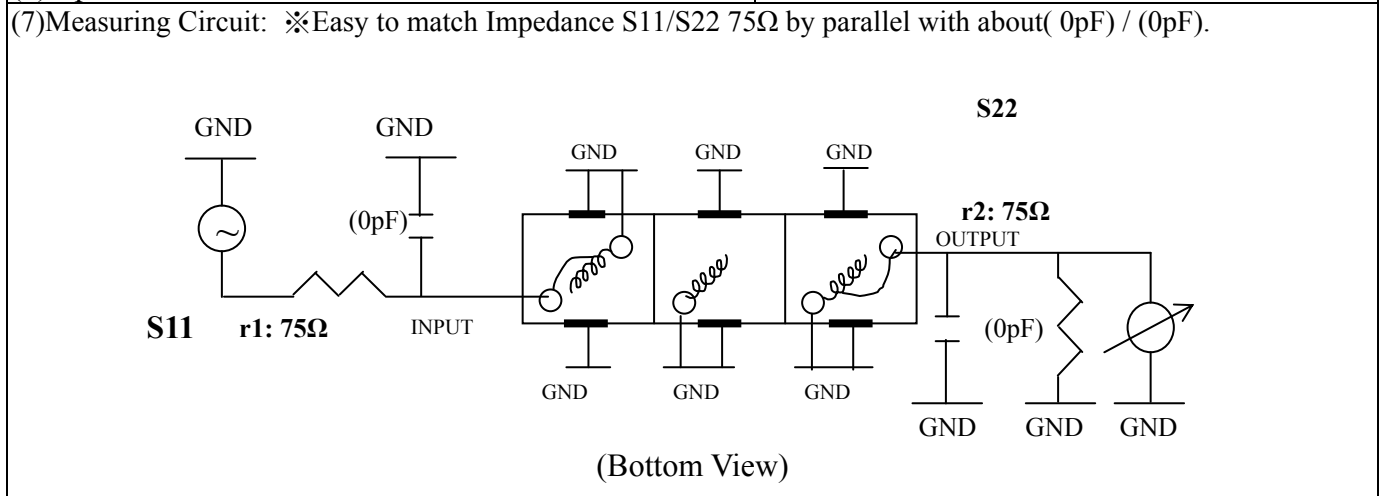 (7)Measuring Circuit: ※Easy to match Impedance S11/S22 75Ω by parallel with about( 0pF) / (0pF).
S22
GND
GND
GND
GND
GND
(0pF)
r2: 75Ω
OUTPUT
S11
r1: 75Ω
INPUT
(0pF)
GND
GND
GND
GND
GND
GND
(Bottom View)